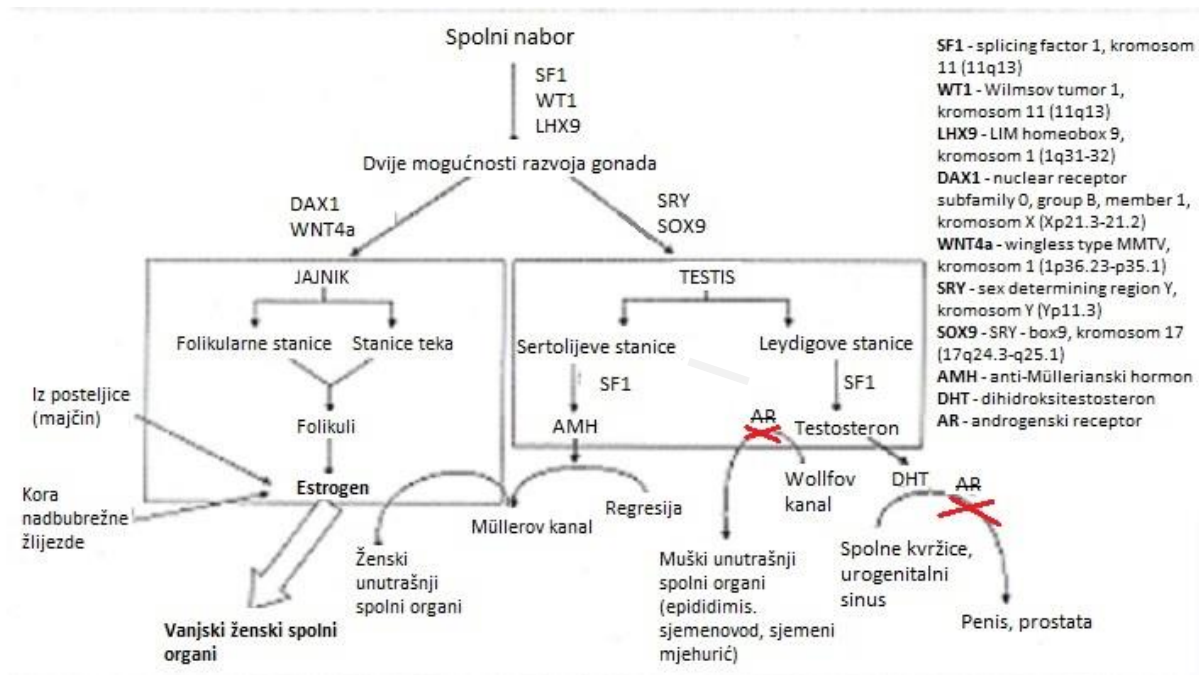 Spolni nabor
SF1
WT1
LHX9
Dvije mogućnosti razvoja gonada
DAX1
WNT4a
SRY
SOX9
JAJNIK
Folikularne stanice
Stanice teka
Folikuli
Estrogen
TESTIS
Sertolijeve stanice
Leydigove stanice
SF1
SF1
AMH
AR
Testosteron
Iz posteljice
(majčin)
Kora
nadbubrežne
žlijezde
Müllerov kanal
Regresija
Wollfov
kanal
DHT
AR
Ženski
unutrašnji
spolni organi
Vanjski ženski spolni
organi
Muški unutrašnji
spolni organi
(epididimis.
sjemenovod, sjemeni
mjehurić)
Spolne kvržice,
urogenitalni
sinus
Penis, prostata
SF1 - splicing factor 1, kromosom
11 (11q13)
WT1 - Wilmsov tumor 1,
kromosom 11 (11q13)
LHX9 - LIM homeobox 9,
kromosom 1 (1q31-32)
DAX1 - nuclear receptor
subfamily 0, group B, member 1,
kromosom X (Xp21.3-21.2)
WNT4a - wingless type MMTV,
kromosom 1 (1p36.23-p35.1)
SRY - sex determining region Y,
kromosom Y (Yp11.3)
SOX9 - SRY - box9, kromosom 17
(17q24.3-q25.1)
AMH - anti-Müllerianski hormon
DHT - dihidroksitestosteron
AR - androgenski receptor